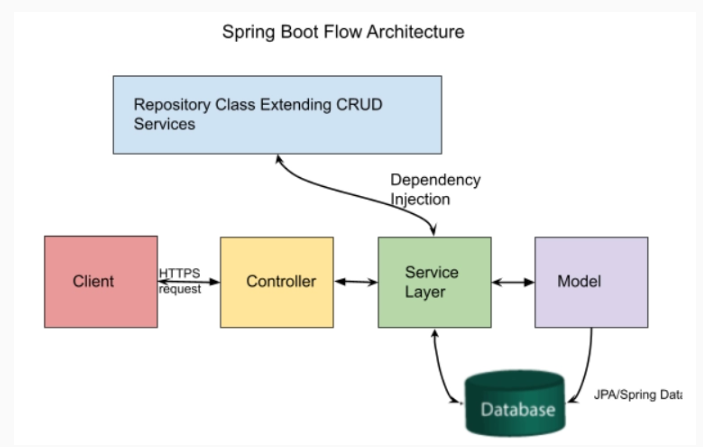 Spring Boot Flow Architecture
Repository Class Extending CRUD
Services
Dependency
Injection
Client
HTTPS
request
Controller
Service
Layer
Model
Database
JPA/Spring Data